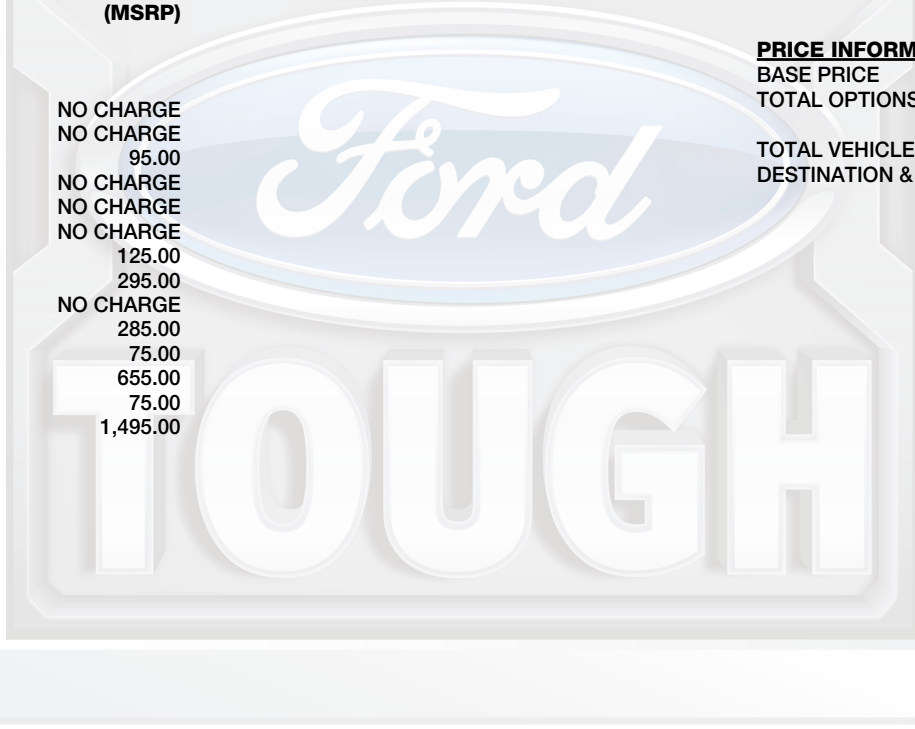 (MSRP)
NO CHARGE
NO CHARGE
95.00
NO CHARGE
NO CHARGE
NO CHARGE
125.00
295.00
NO CHARGE
285.00
75.00
655.00
75.00
1,495.00
PRICE INFORM
BASE PRICE
TOTAL OPTIONS
TOTAL VEHICLE
DESTINATION &
Ford
TOUGH